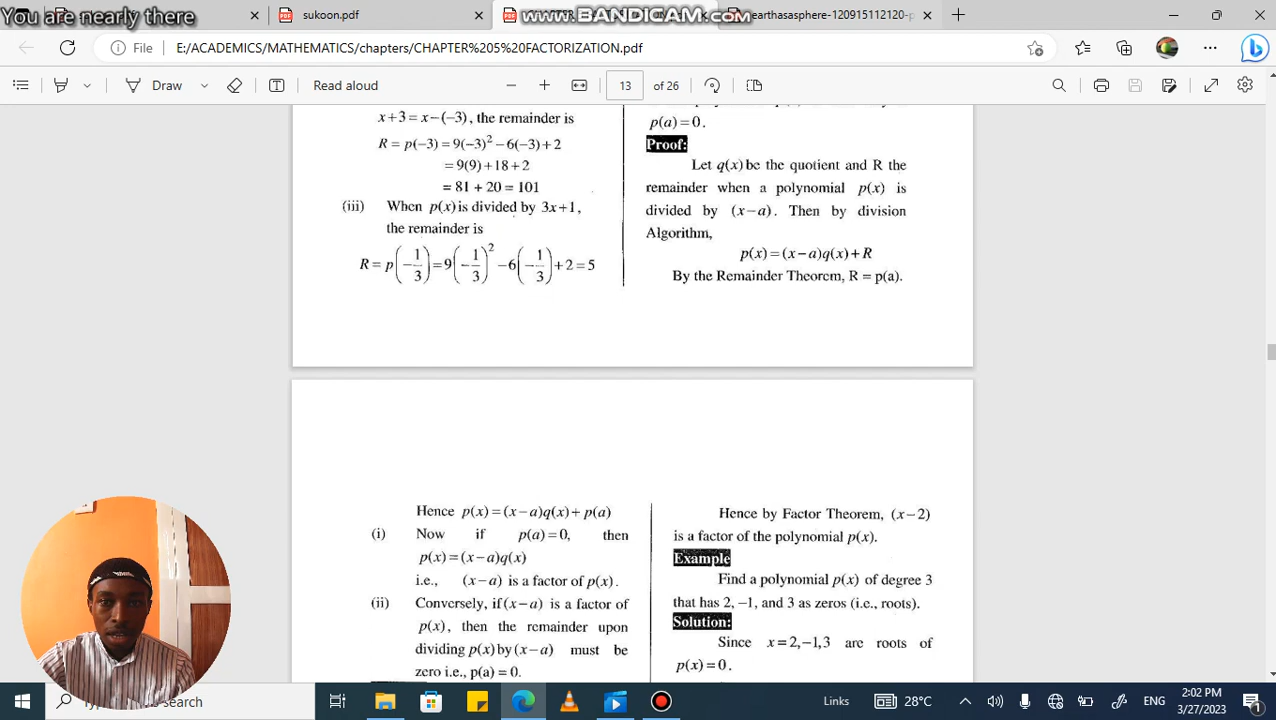 You are nearly there
sukoon.pdf
www.BANDICAM.com
earthasasphere-120915112120-p
File E:/ACADEMICS/MATHEMATICS/chapters/CHAPTER%205%20FACTORIZATION.pdf
Draw
Read aloud
13 of 26
x+3=x−(−3), the remainder is
R = p(−3) = 9(−3)² −6(−3)+2
= 9(9)+18+2
= 81 + 20 = 101
(iii) When p(x) is divided by 3x+1,
the remainder is
R = p(−1/3) = 9(−1/3)² −6(−1/3)+2 = 5
p(a)=0.
Proof:
Let q(x) be the quotient and R the
remainder when a polynomial p(x) is
divided by (x−a). Then by division
Algorithm,
p(x)=(x−a)q(x)+R
By the Remainder Theorem, R = p(a).
Hence p(x)=(x−a)q(x)+p(a)
(i) Now if p(a)=0, then
p(x)=(x−a)q(x)
i.e., (x−a) is a factor of p(x).
(ii) Conversely, if (x−a) is a factor of
p(x), then the remainder upon
dividing p(x) by (x−a) must be
zero i.e., p(a) = 0.
Hence by Factor Theorem, (x−2)
is a factor of the polynomial p(x).
Example
Find a polynomial p(x) of degree 3
that has 2, −1, and 3 as zeros (i.e., roots).
Solution:
Since x=2,−1,3 are roots of
p(x)=0.
search
Links
28°C
ENG
2:02 PM
3/27/2023
1